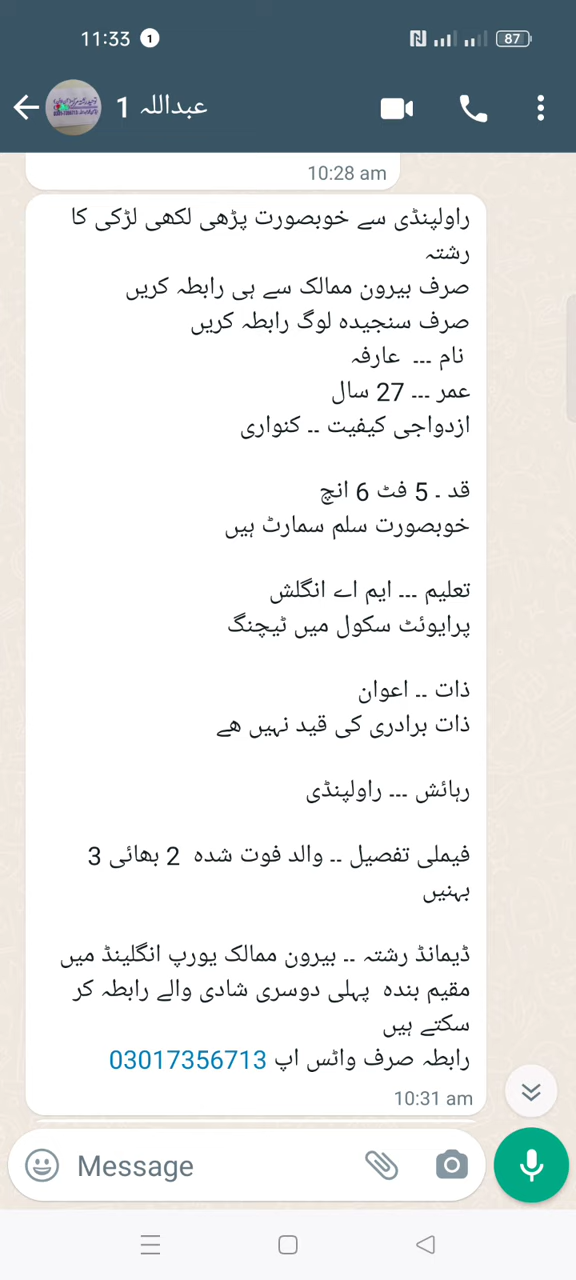 11:33 1 87
عبداللہ 1
10:28 am
راولپنڈی سے خوبصورت پڑھی لکھی لڑکی کا
رشتہ
صرف بیرون ممالک سے ہی رابطہ کریں
صرف سنجیدہ لوگ رابطہ کریں
نام --- عارفہ
عمر --- 27 سال
ازدواجی کیفیت -- کنواری
قد ۔ 5 فٹ 6 انچ
خوبصورت سلم سمارٹ ہیں
تعلیم --- ایم اے انگلش
پرایوئٹ سکول میں ٹیچنگ
ذات -- اعوان
ذات برادری کی قید نہیں ھے
رہائش --- راولپنڈی
فیملی تفصیل -- والد فوت شدہ 2 بھائی 3
بہنیں
ڈیمانڈ رشتہ -- بیرون ممالک یورپ انگلینڈ میں
مقیم بندہ پہلی دوسری شادی والے رابطہ کر
سکتے ہیں
رابطہ صرف واٹس اپ 03017356713
10:31 am
Message